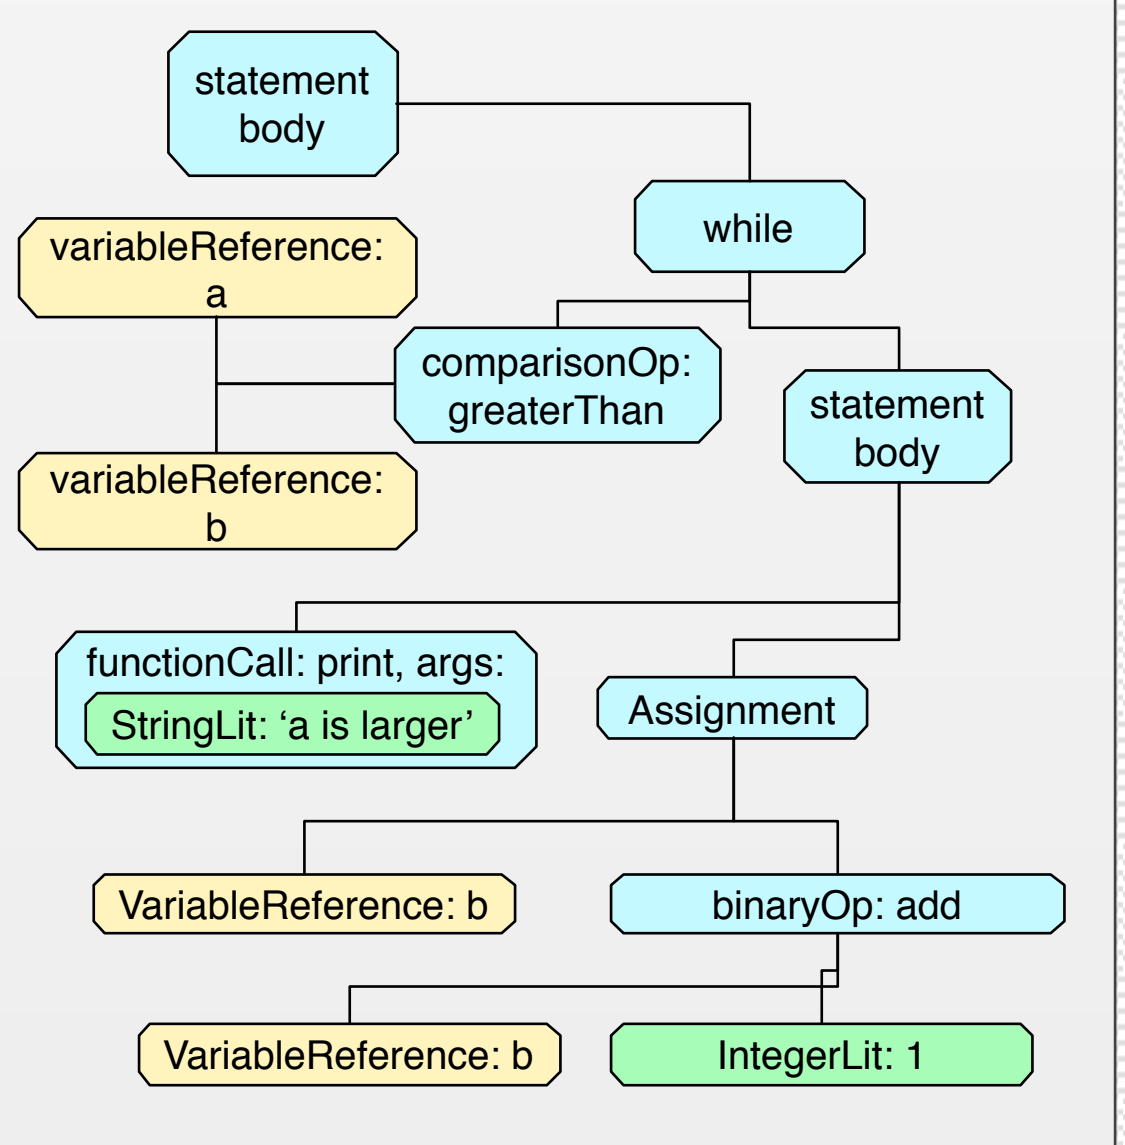 statement
body
while
variableReference:
a
comparisonOp:
greaterThan
statement
body
variableReference:
b
functionCall: print, args:
StringLit: ‘a is larger’
Assignment
VariableReference: b
binaryOp: add
VariableReference: b
IntegerLit: 1